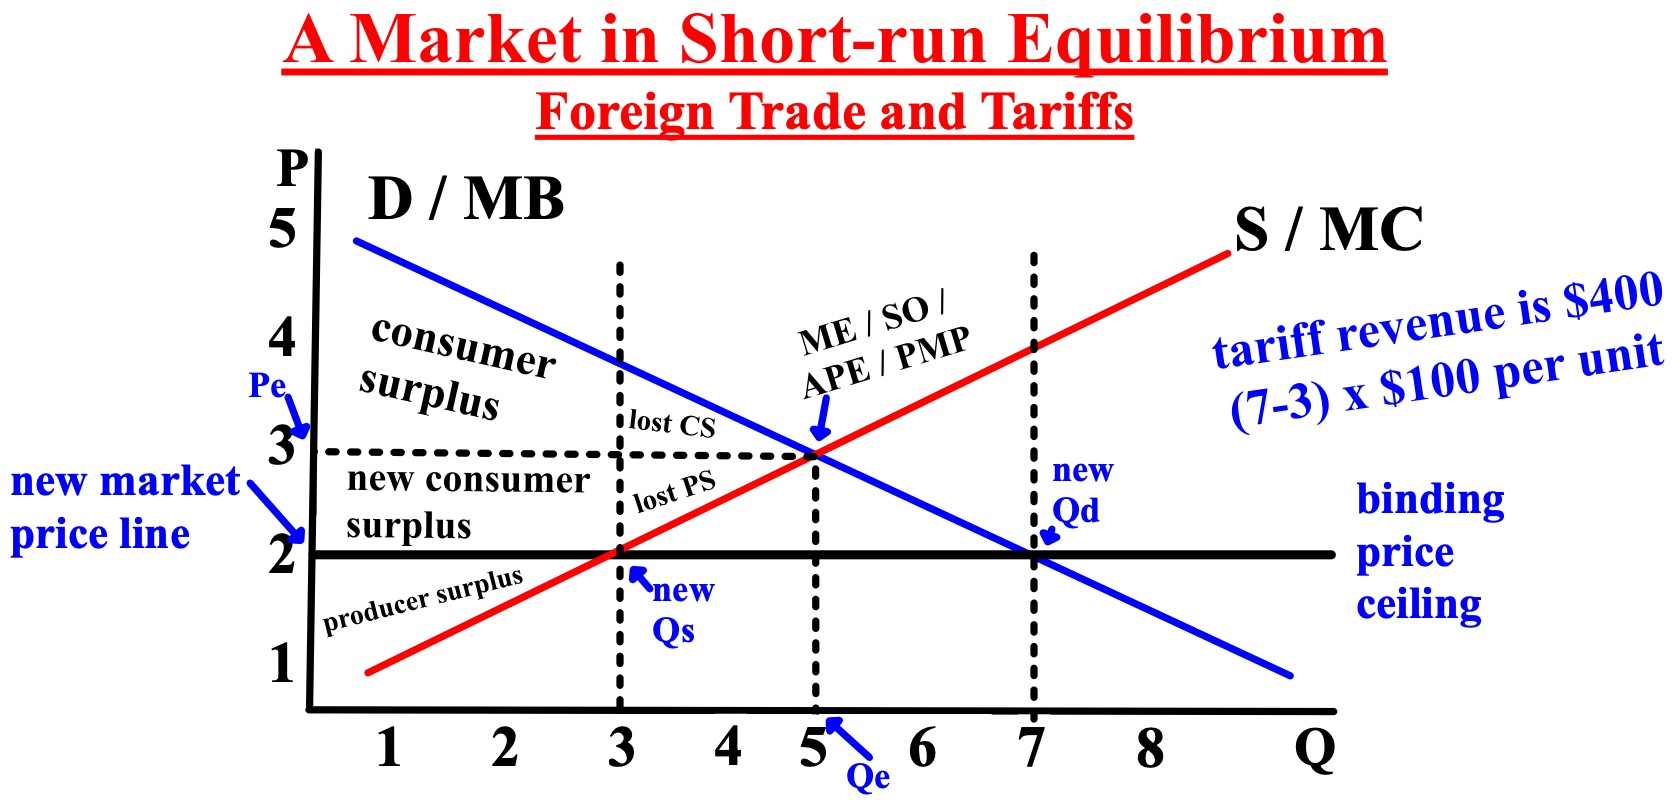 A Market in Short-run Equilibrium
Foreign Trade and Tariffs
P
D / MB
S / MC
5
4
3
2
1
Pe
new market
price line
consumer
surplus
lost CS
ME / SO /
APE / PMP
tariff revenue is $400
(7-3) x $100 per unit
new consumer
surplus
lost PS
new
Qd
binding
price
ceiling
producer surplus
new
Qs
1 2 3 4 5 6 7 8 Q
Qe